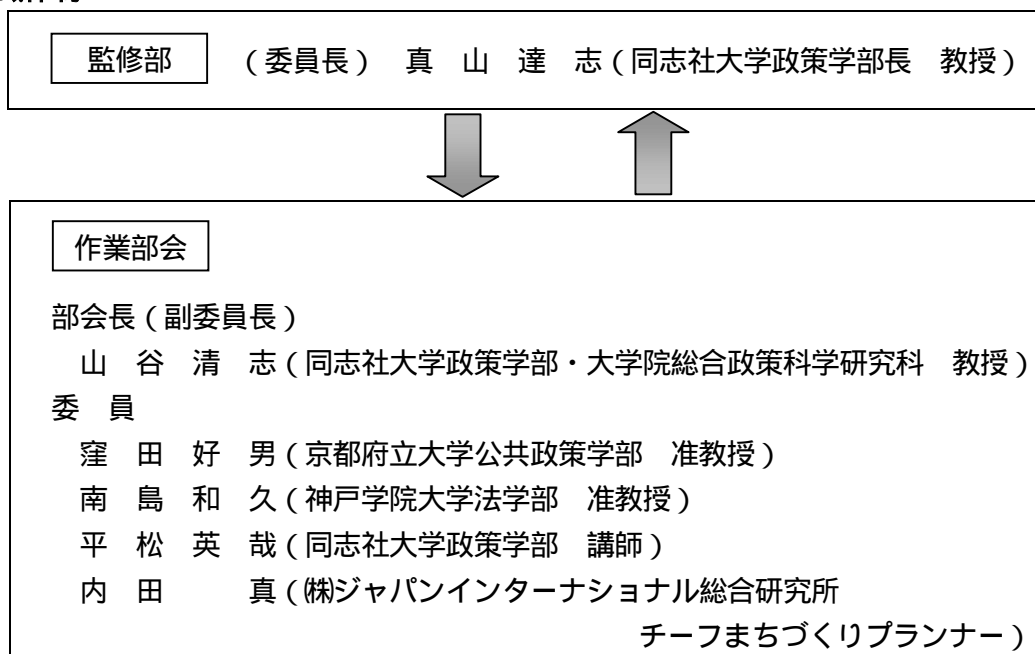 監修部 （委員長） 真 山 達 志（同志社大学政策学部長 教授）
作業部会
部会長（副委員長）
山 谷 清 志（同志社大学政策学部・大学院総合政策科学研究科 教授）
委 員
窪 田 好 男（京都府立大学公共政策学部 准教授）
南 島 和 久（神戸学院大学法学部 准教授）
平 松 英 哉（同志社大学政策学部 講師）
内 田 真（㈱ジャパンインターナショナル総合研究所
チーフまちづくりプランナー）